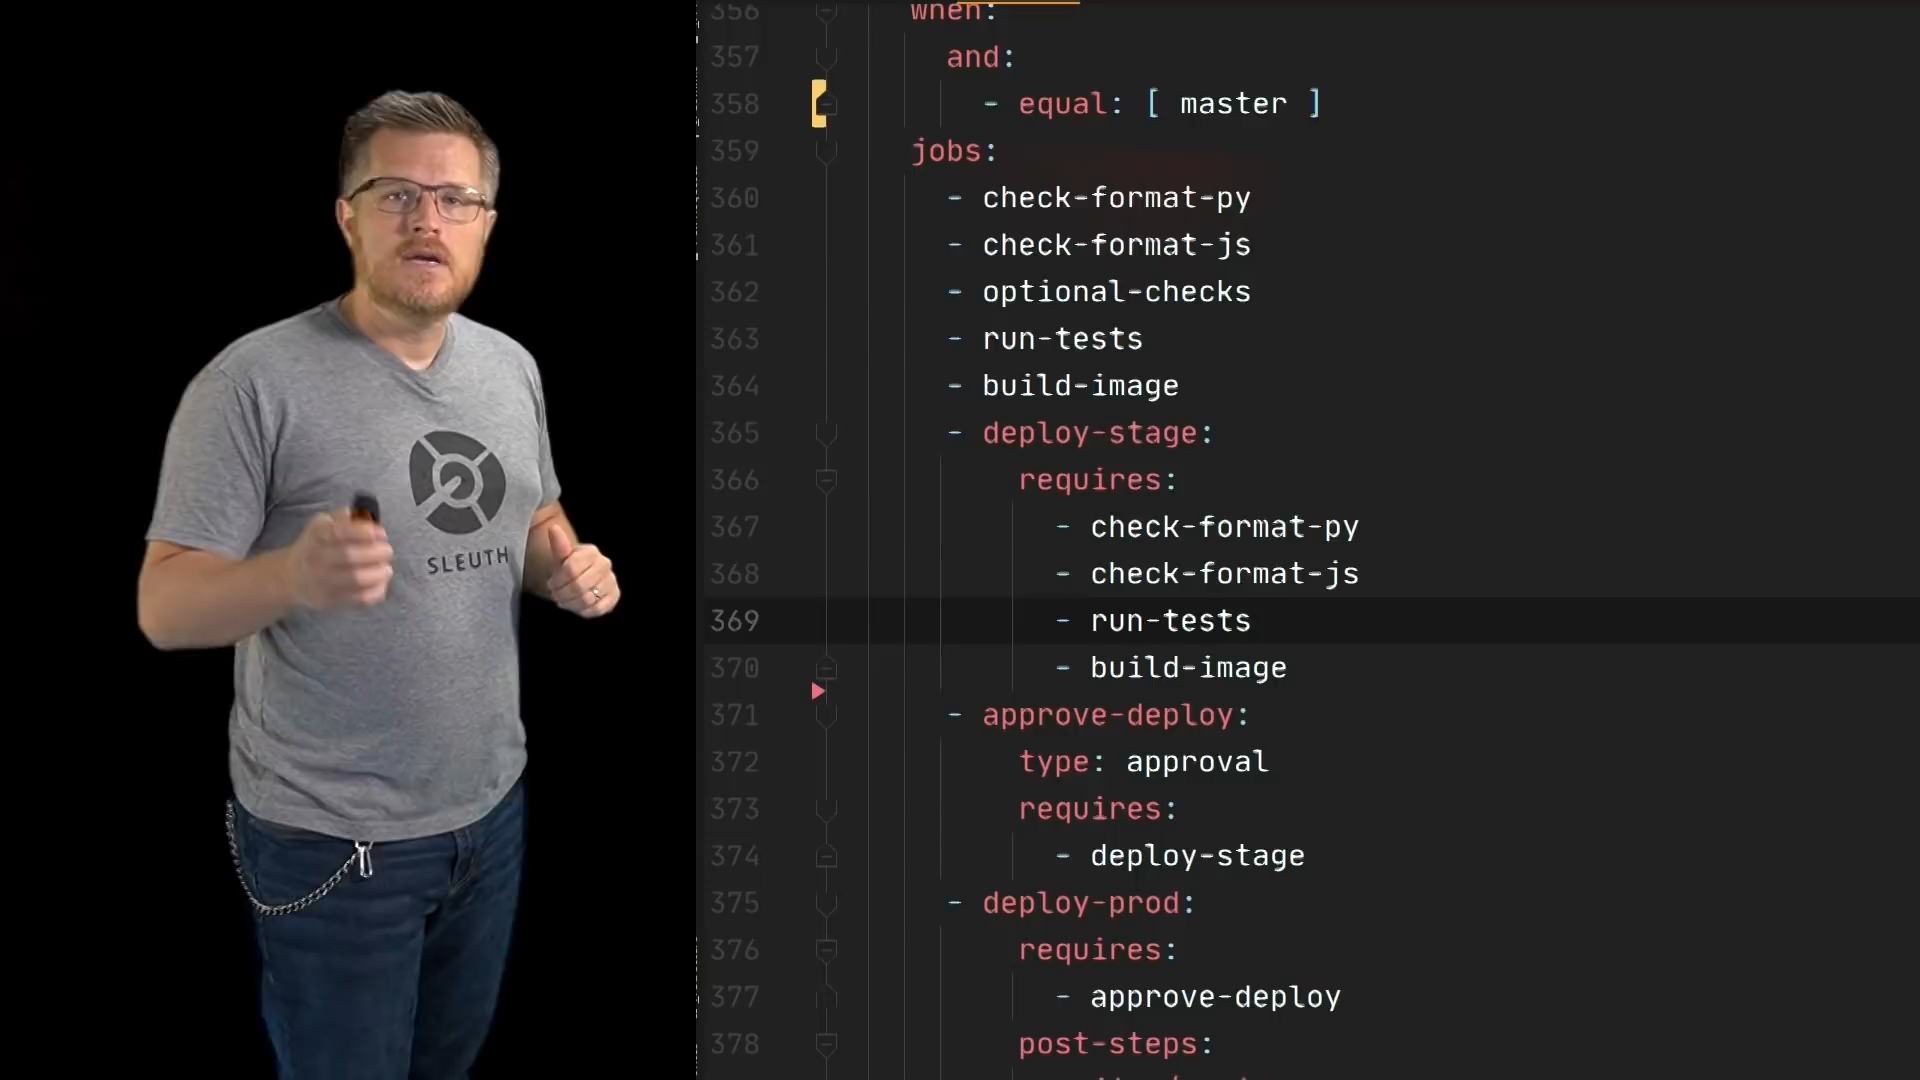 SLEUTH
356 when:
357 and:
358 - equal: [ master ]
359 jobs:
360 - check-format-py
361 - check-format-js
362 - optional-checks
363 - run-tests
364 - build-image
365 - deploy-stage:
366 requires:
367 - check-format-py
368 - check-format-js
369 - run-tests
370 - build-image
371 - approve-deploy:
372 type: approval
373 requires:
374 - deploy-stage
375 - deploy-prod:
376 requires:
377 - approve-deploy
378 post-steps: